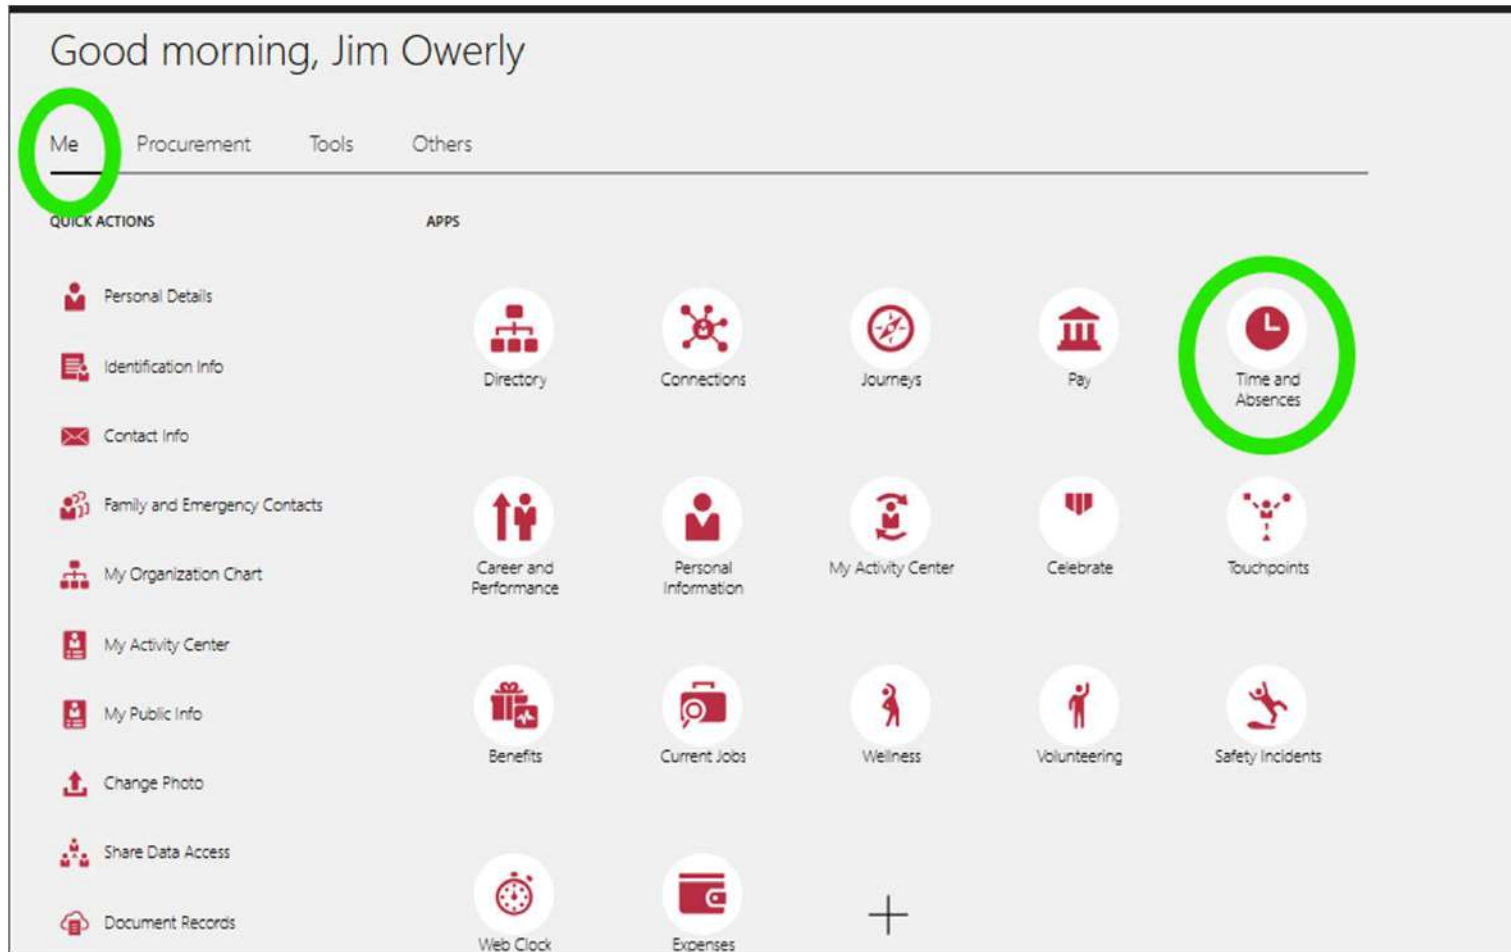 Good morning, Jim Owerly
Me Procurement Tools Others
QUICK ACTIONS
Personal Details
Identification Info
Contact Info
Family and Emergency Contacts
My Organization Chart
My Activity Center
My Public Info
Change Photo
Share Data Access
Document Records
APPS
Directory
Connections
Journeys
Pay
Time and
Absences
Career and
Performance
Personal
Information
My Activity Center
Celebrate
Touchpoints
Benefits
Current Jobs
Wellness
Volunteering
Safety Incidents
Web Clock
Expenses